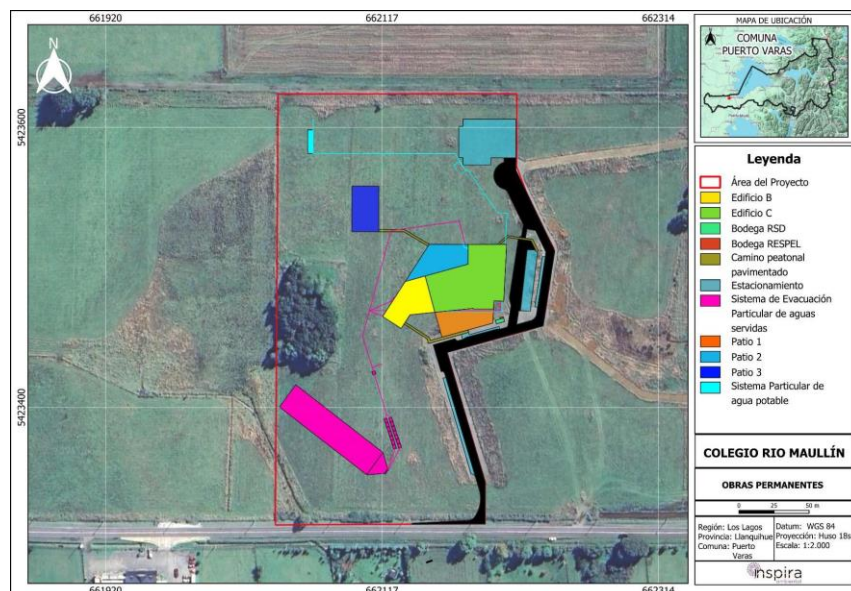 661920
662117
662314
5423600
5423400
N
661920
662117
662314
MAPA DE UBICACIÓN
COMUNA
PUERTO VARAS
Leyenda
Área del Proyecto
Edificio B
Edificio C
Bodega RSD
Bodega RESPEL
Camino peatonal
pavimentado
Estacionamiento
Sistema de Evacuación
Particular de aguas
servidas
Patio 1
Patio 2
Patio 3
Sistema Particular de
agua potable
COLEGIO RIO MAULLÍN
OBRAS PERMANENTES
0 25 50 m
Región: Los Lagos
Provincia: Llanquihue
Comuna: Puerto
Varas
Datum: WGS 84
Proyección: Huso 18s
Escala: 1:2.000
inspira